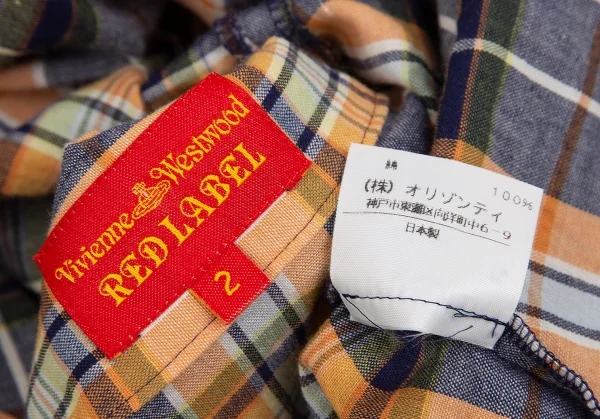 Vivienne Westwood
RED LABEL
2
綿 100%
(株) オリゾンティ
神戸市東灘区向洋町中6-9
日本製